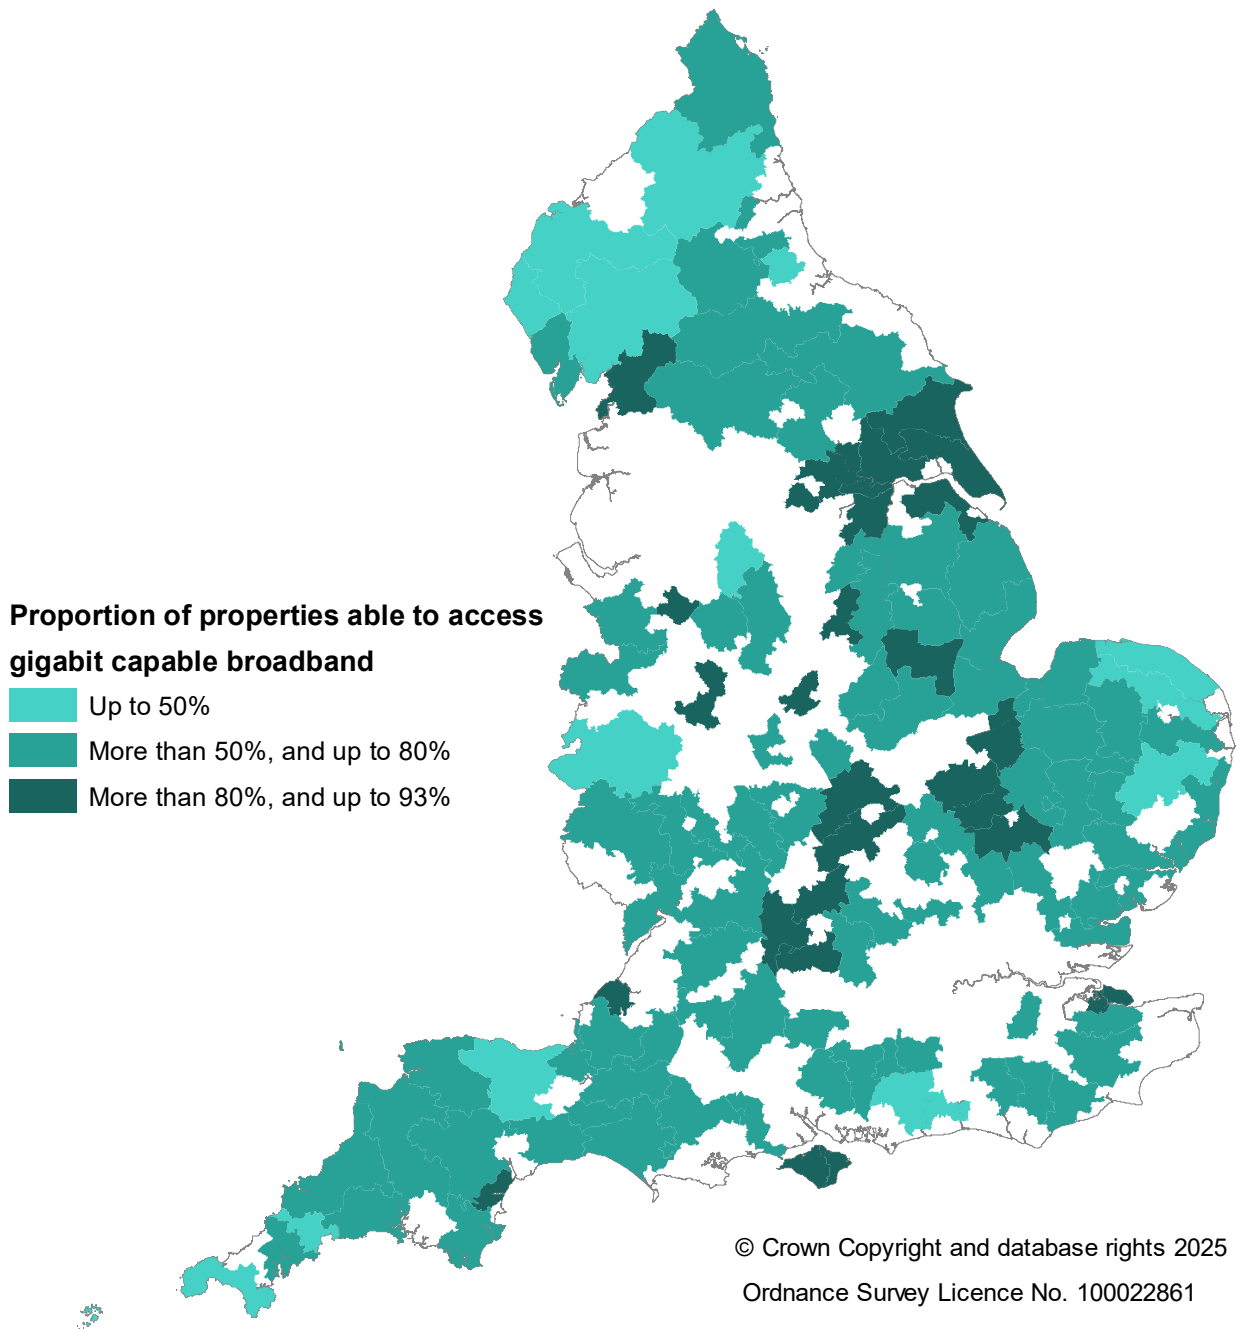 Proportion of properties able to access
gigabit capable broadband
Up to 50%
More than 50%, and up to 80%
More than 80%, and up to 93%
© Crown Copyright and database rights 2025
Ordnance Survey Licence No. 100022861